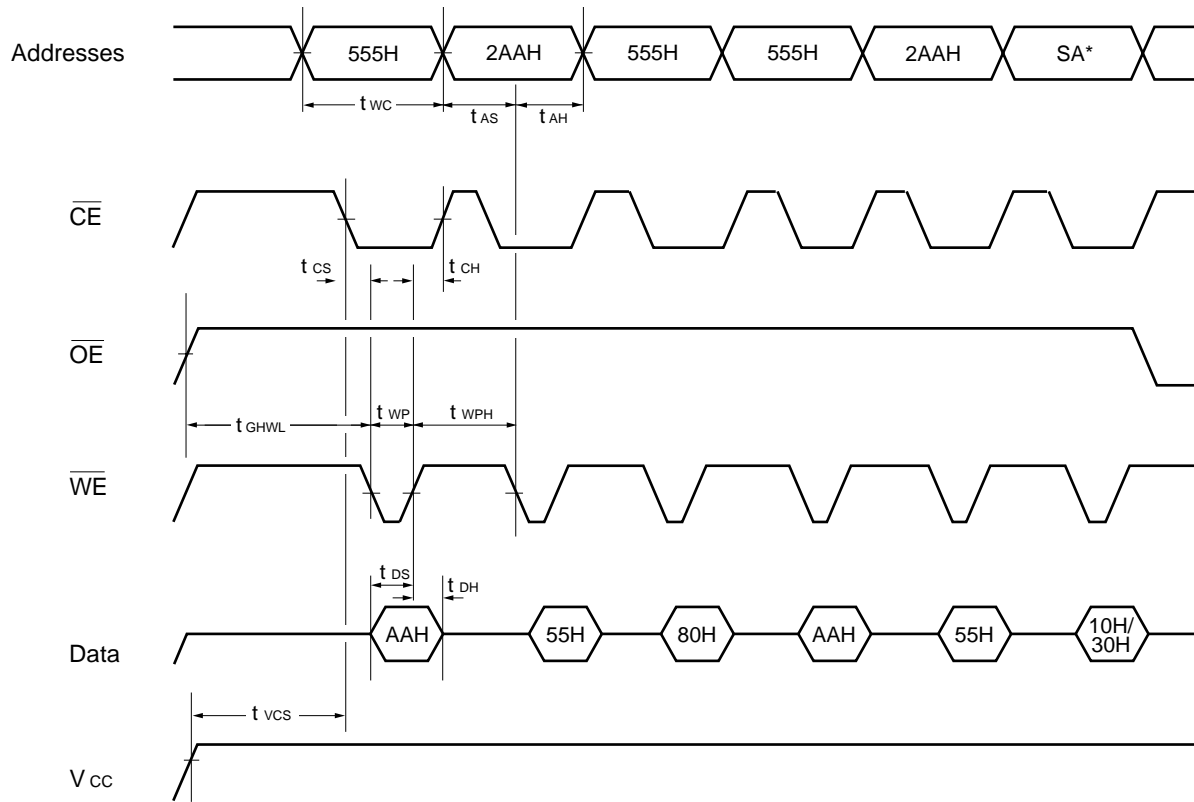 Addresses 555H 2AAH 555H 555H 2AAH SA*
t WC t AS t AH
CE
t CS t CH
OE
t GHWL t WP t WPH
WE
t DS t DH
Data AAH 55H 80H AAH 55H 10H/
30H
t VCS
V CC